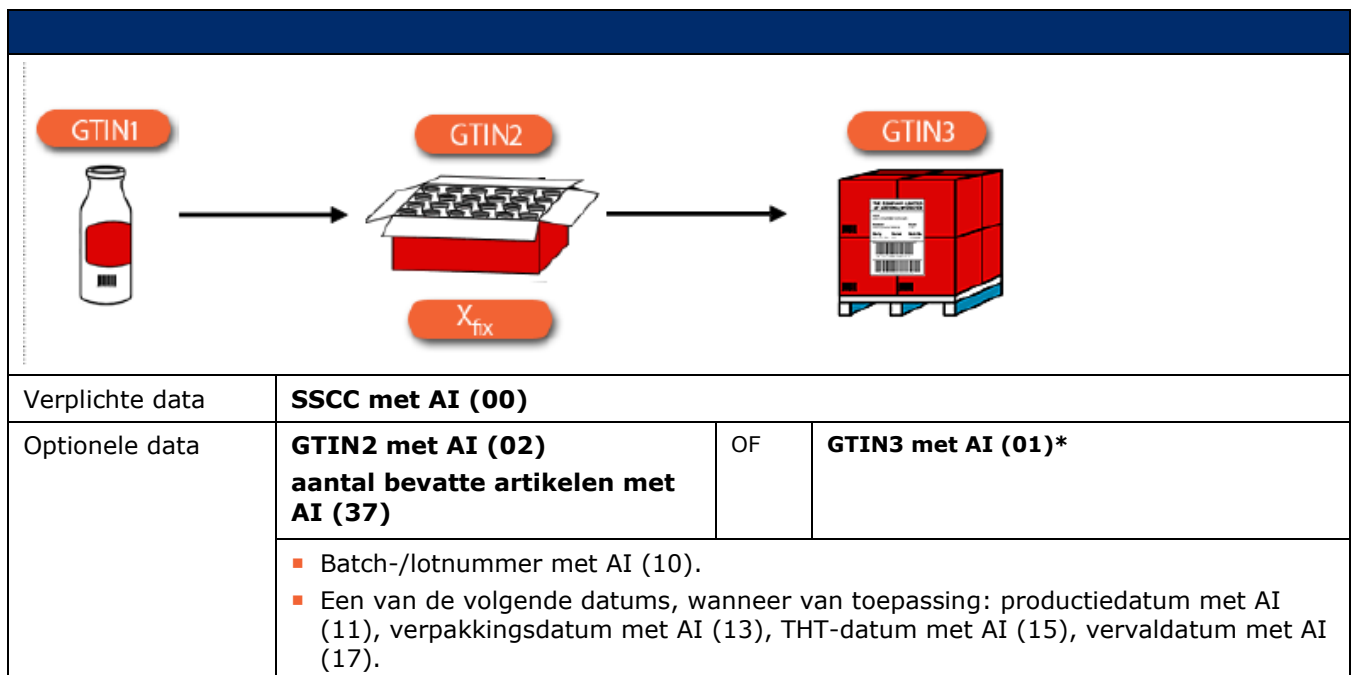 GTIN1
GTIN2
GTIN3
X fix
Verplichte data
SSCC met AI (00)
Optionele data
GTIN2 met AI (02)
aantal bevatte artikelen met
AI (37)
OF
GTIN3 met AI (01)*
▪ Batch-/lotnummer met AI (10).
▪ Een van de volgende datums, wanneer van toepassing: productiedatum met AI
(11), verpakkingsdatum met AI (13), THT-datum met AI (15), vervaldatum met AI
(17).